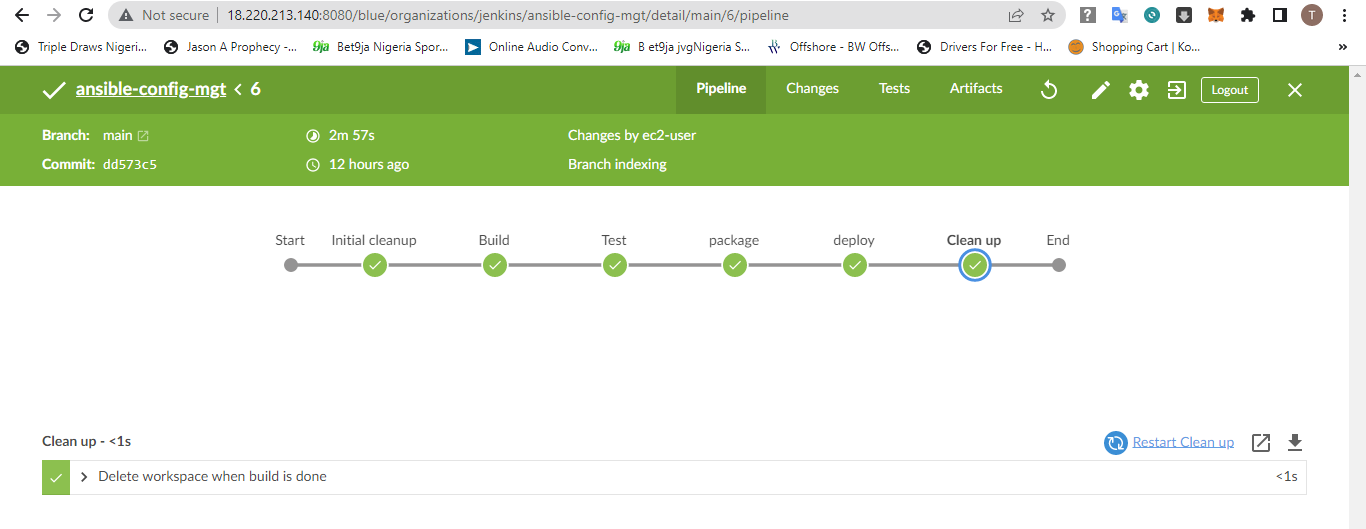 Not secure | 18.220.213.140:8080/blue/organizations/jenkins/ansible-config-mgt/detail/main/6/pipeline T
Triple Draws Nigeri... Jason A Prophecy -... 9ja Bet9ja Nigeria Spor... Online Audio Conv... 9ja B et9ja jvgNigeria S... Offshore - BW Offs... Drivers For Free - H... Shopping Cart | Ko... »
ansible-config-mgt < 6 Pipeline Changes Tests Artifacts Logout
Branch: main 2m 57s Changes by ec2-user
Commit: dd573c5 12 hours ago Branch indexing
Start Initial cleanup Build Test package deploy Clean up End
Clean up - <1s Restart Clean up
Delete workspace when build is done <1s